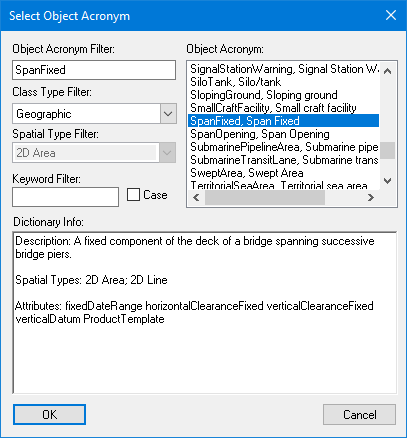 Select Object Acronym
Object Acronym Filter:
SpanFixed
Class Type Filter:
Geographic
Spatial Type Filter:
2D Area
Keyword Filter:
Case
Object Acronym:
SignalStationWarning, Signal Station Wa
SiloTank, Silo/tank
SlopingGround, Sloping ground
SmallCraftFacility, Small craft facility
SpanFixed, Span Fixed
SpanOpening, Span Opening
SubmarinePipelineArea, Submarine pipe
SubmarineTransitLane, Submarine trans
SweptArea, Swept Area
TerritorialSeaArea, Territorial sea area
Dictionary Info:
Description: A fixed component of the deck of a bridge spanning successive
bridge piers.
Spatial Types: 2D Area; 2D Line
Attributes: fixedDateRange horizontalClearanceFixed verticalClearanceFixed
verticalDatum ProductTemplate
OK
Cancel